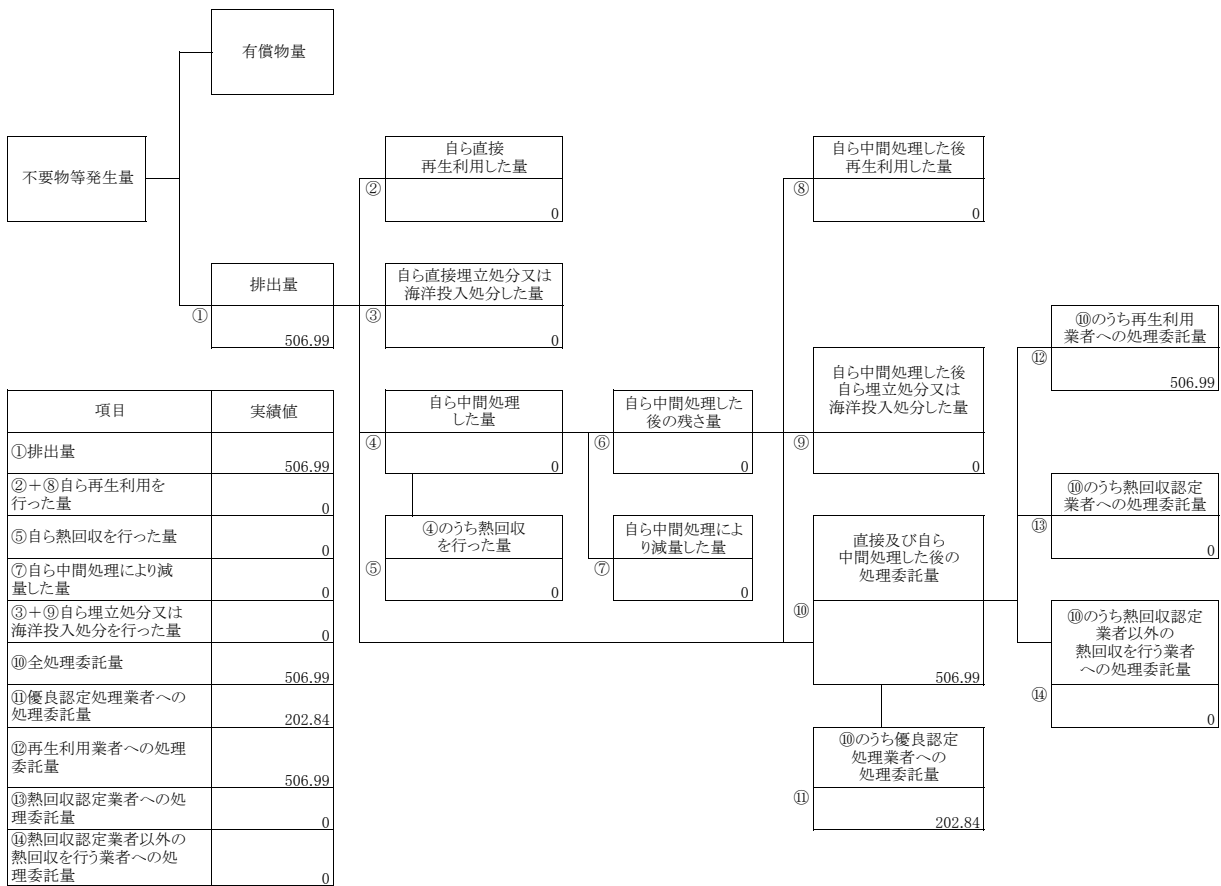 有償物量
不要物等発生量
自ら直接
再生利用した量
②
0
自ら中間処理した後
再生利用した量
⑧
0
排出量
①
506.99
自ら直接埋立処分又は
海洋投入処分した量
③
0
⑩のうち再生利用
業者への処理委託量
⑫
506.99
自ら中間処理
した量
④
0
自ら中間処理した
後の残さ量
⑥
0
自ら中間処理した後
自ら埋立処分又は
海洋投入処分した量
⑨
0
⑩のうち熱回収認定
業者への処理委託量
⑬
0
④のうち熱回収
を行った量
⑤
0
自ら中間処理によ
り減量した量
⑦
0
直接及び自ら
中間処理した後の
処理委託量
⑩
506.99
⑩のうち熱回収認定
業者以外の
熱回収を行う業者
への処理委託量
⑭
0
⑩のうち優良認定
処理業者への
処理委託量
⑪
202.84
項目 実績値
①排出量
506.99
②＋⑧自ら再生利用を
行った量
0
⑤自ら熱回収を行った量
0
⑦自ら中間処理により減
量した量
0
③＋⑨自ら埋立処分又は
海洋投入処分を行った量
0
⑩全処理委託量
506.99
⑪優良認定処理業者への
処理委託量
202.84
⑫再生利用業者への処理
委託量
506.99
⑬熱回収認定業者への処
理委託量
0
⑭熱回収認定業者以外の
熱回収を行う業者への処
理委託量
0